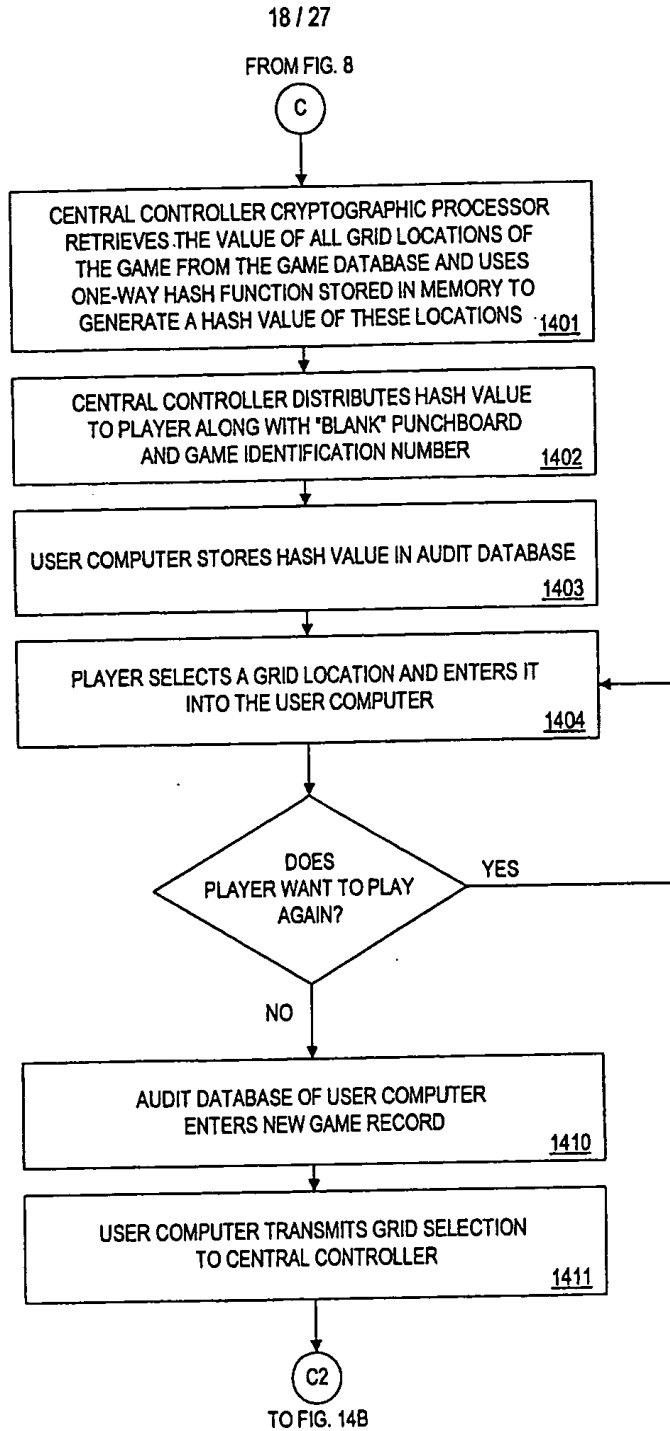 18 / 27
FROM FIG. 8
C
CENTRAL CONTROLLER CRYPTOGRAPHIC PROCESSOR
RETRIEVES THE VALUE OF ALL GRID LOCATIONS OF
THE GAME FROM THE GAME DATABASE AND USES
ONE-WAY HASH FUNCTION STORED IN MEMORY TO
GENERATE A HASH VALUE OF THESE LOCATIONS 1401
CENTRAL CONTROLLER DISTRIBUTES HASH VALUE
TO PLAYER ALONG WITH "BLANK" PUNCHBOARD
AND GAME IDENTIFICATION NUMBER 1402
USER COMPUTER STORES HASH VALUE IN AUDIT DATABASE
1403
PLAYER SELECTS A GRID LOCATION AND ENTERS IT
INTO THE USER COMPUTER
1404
DOES
PLAYER WANT TO PLAY
AGAIN?
YES
NO
AUDIT DATABASE OF USER COMPUTER
ENTERS NEW GAME RECORD
1410
USER COMPUTER TRANSMITS GRID SELECTION
TO CENTRAL CONTROLLER
1411
C2
TO FIG. 14B